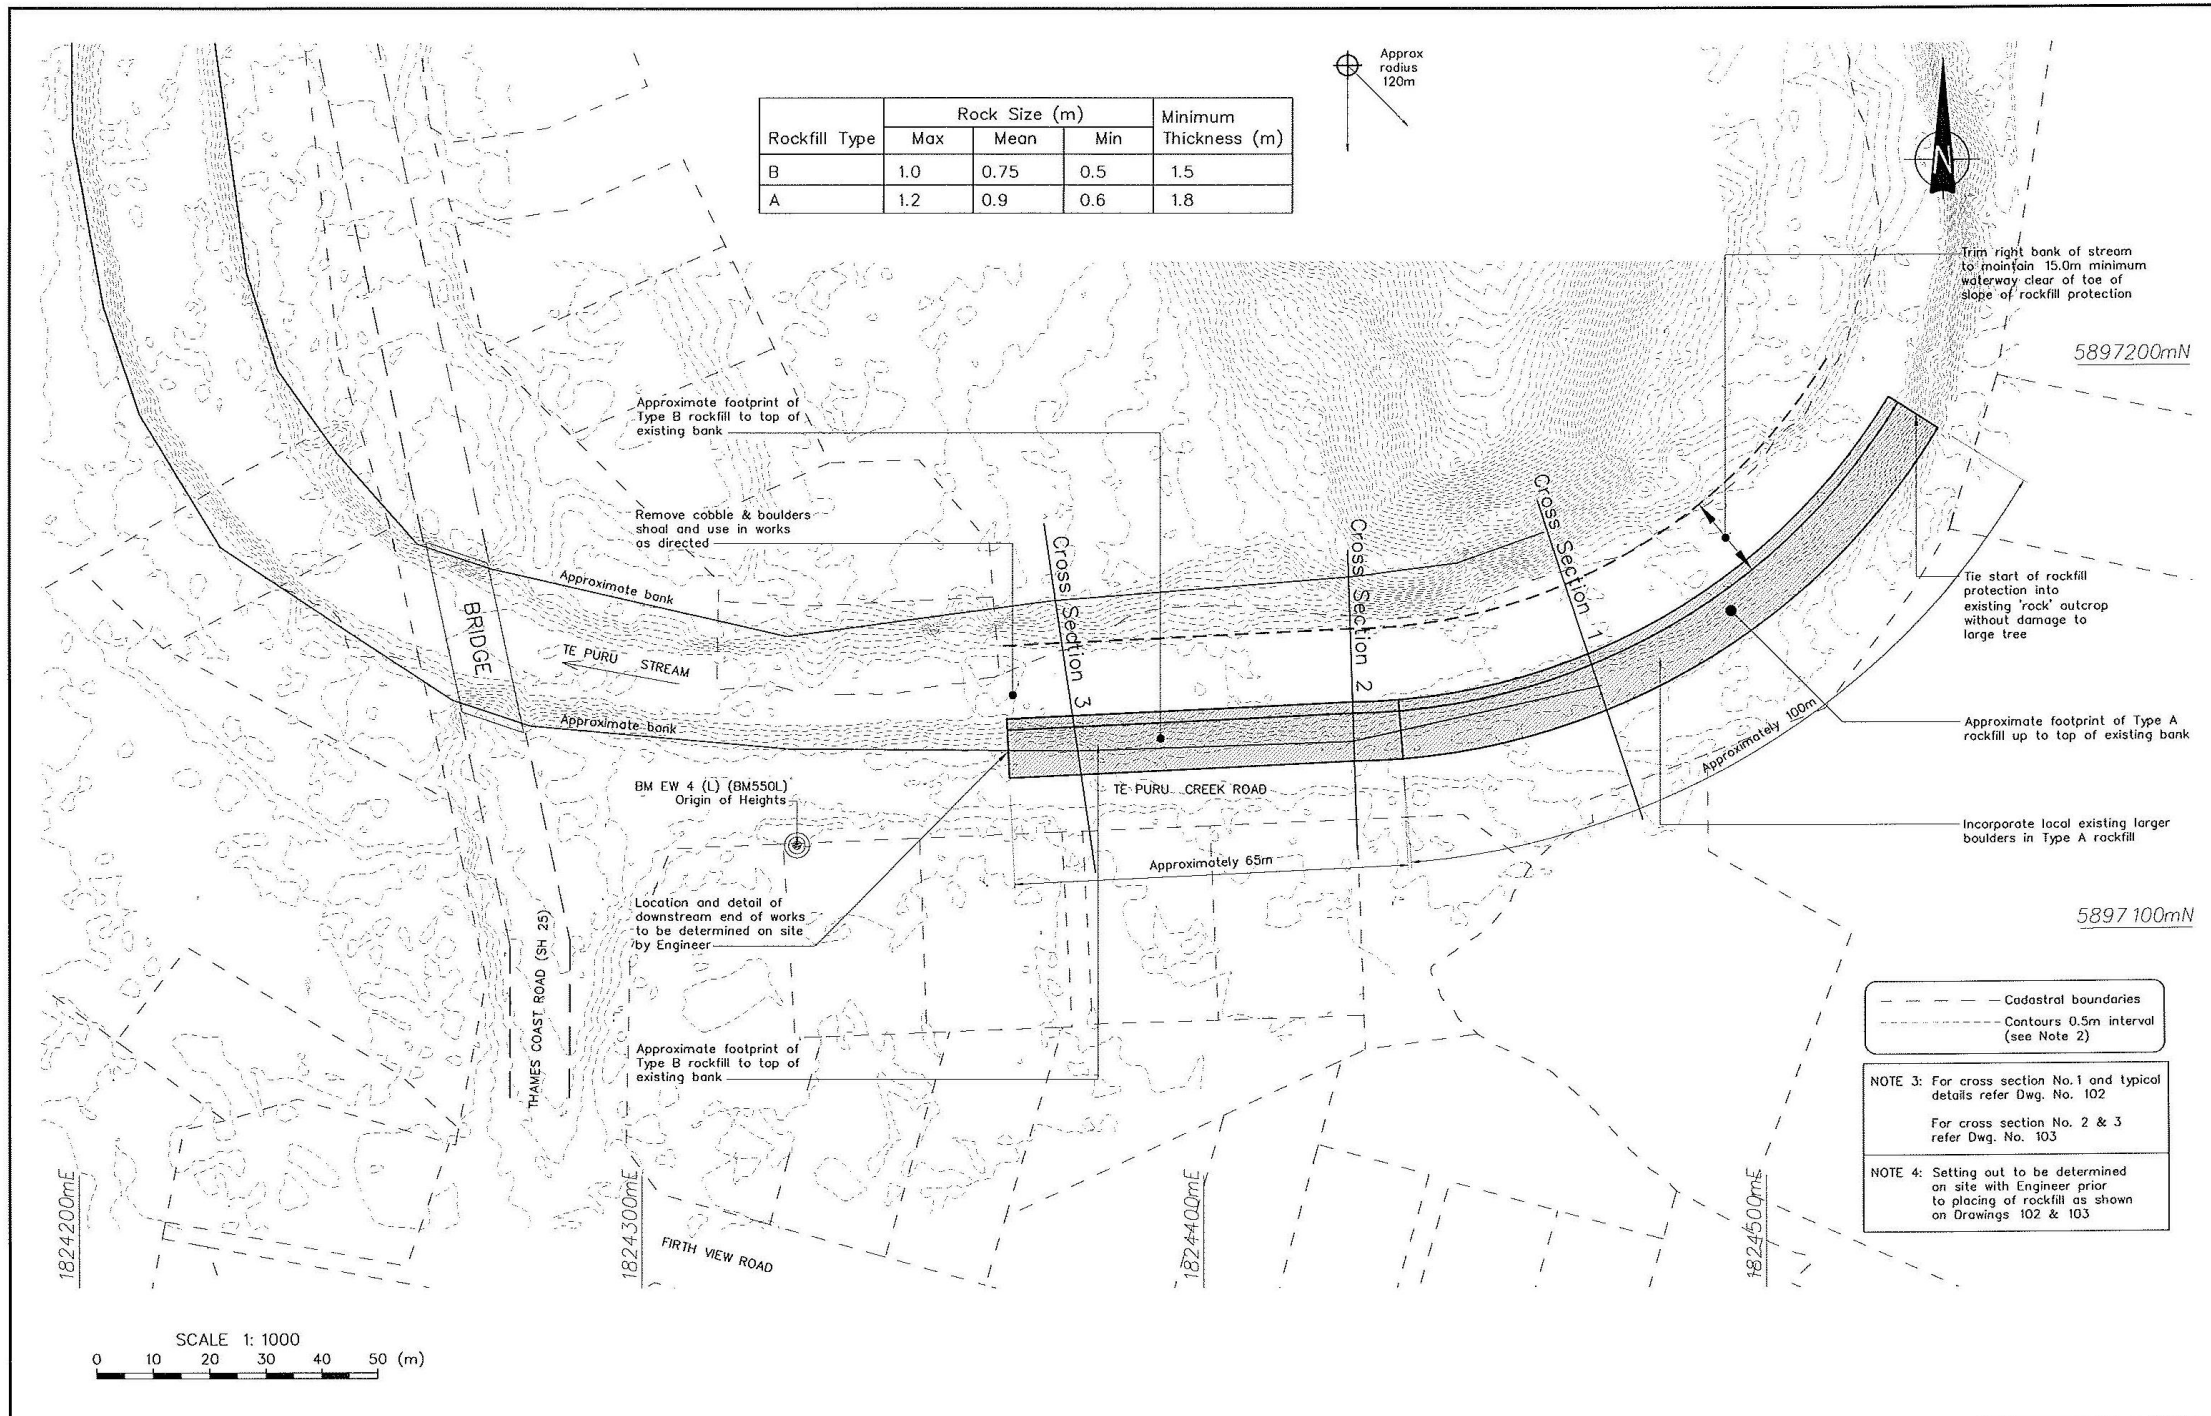 Approx
radius
120m
Rockfill Type
Rock Size (m)
Minimum
Thickness (m)
Max Mean Min
B 1.0 0.75 0.5 1.5
A 1.2 0.9 0.6 1.8
N
Trim right bank of stream
to maintain 15.0m minimum
waterway clear of toe of
slope of rockfill protection
5897200mN
Approximate footprint of
Type B rockfill to top of
existing bank
Remove cobble & boulders
shoal and use in works
as directed
Cross Section 3
Cross Section 2
Cross Section 1
Approximate bank
BRIDGE
TE PURU STREAM
Approximate bank
Tie start of rockfill
protection into
existing 'rock' outcrop
without damage to
large tree
Approximate footprint of Type A
rockfill up to top of existing bank
Approximately 100m
BM EW 4 (L) (BM550L)
Origin of Heights
TE PURU CREEK ROAD
Incorporate local existing larger
boulders in Type A rockfill
Approximately 65m
Location and detail of
downstream end of works
to be determined on site
by Engineer
5897100mN
THAMES COAST ROAD (SH 25)
Approximate footprint of
Type B rockfill to top of
existing bank
Cadastral boundaries
Contours 0.5m interval
(see Note 2)
NOTE 3: For cross section No. 1 and typical
details refer Dwg. No. 102
For cross section No. 2 & 3
refer Dwg. No. 103
NOTE 4: Setting out to be determined
on site with Engineer prior
to placing of rockfill as shown
on Drawings 102 & 103
1824200mE
1824300mE
1824400mE
1824500mE
FIRTH VIEW ROAD
SCALE 1: 1000
0 10 20 30 40 50 (m)